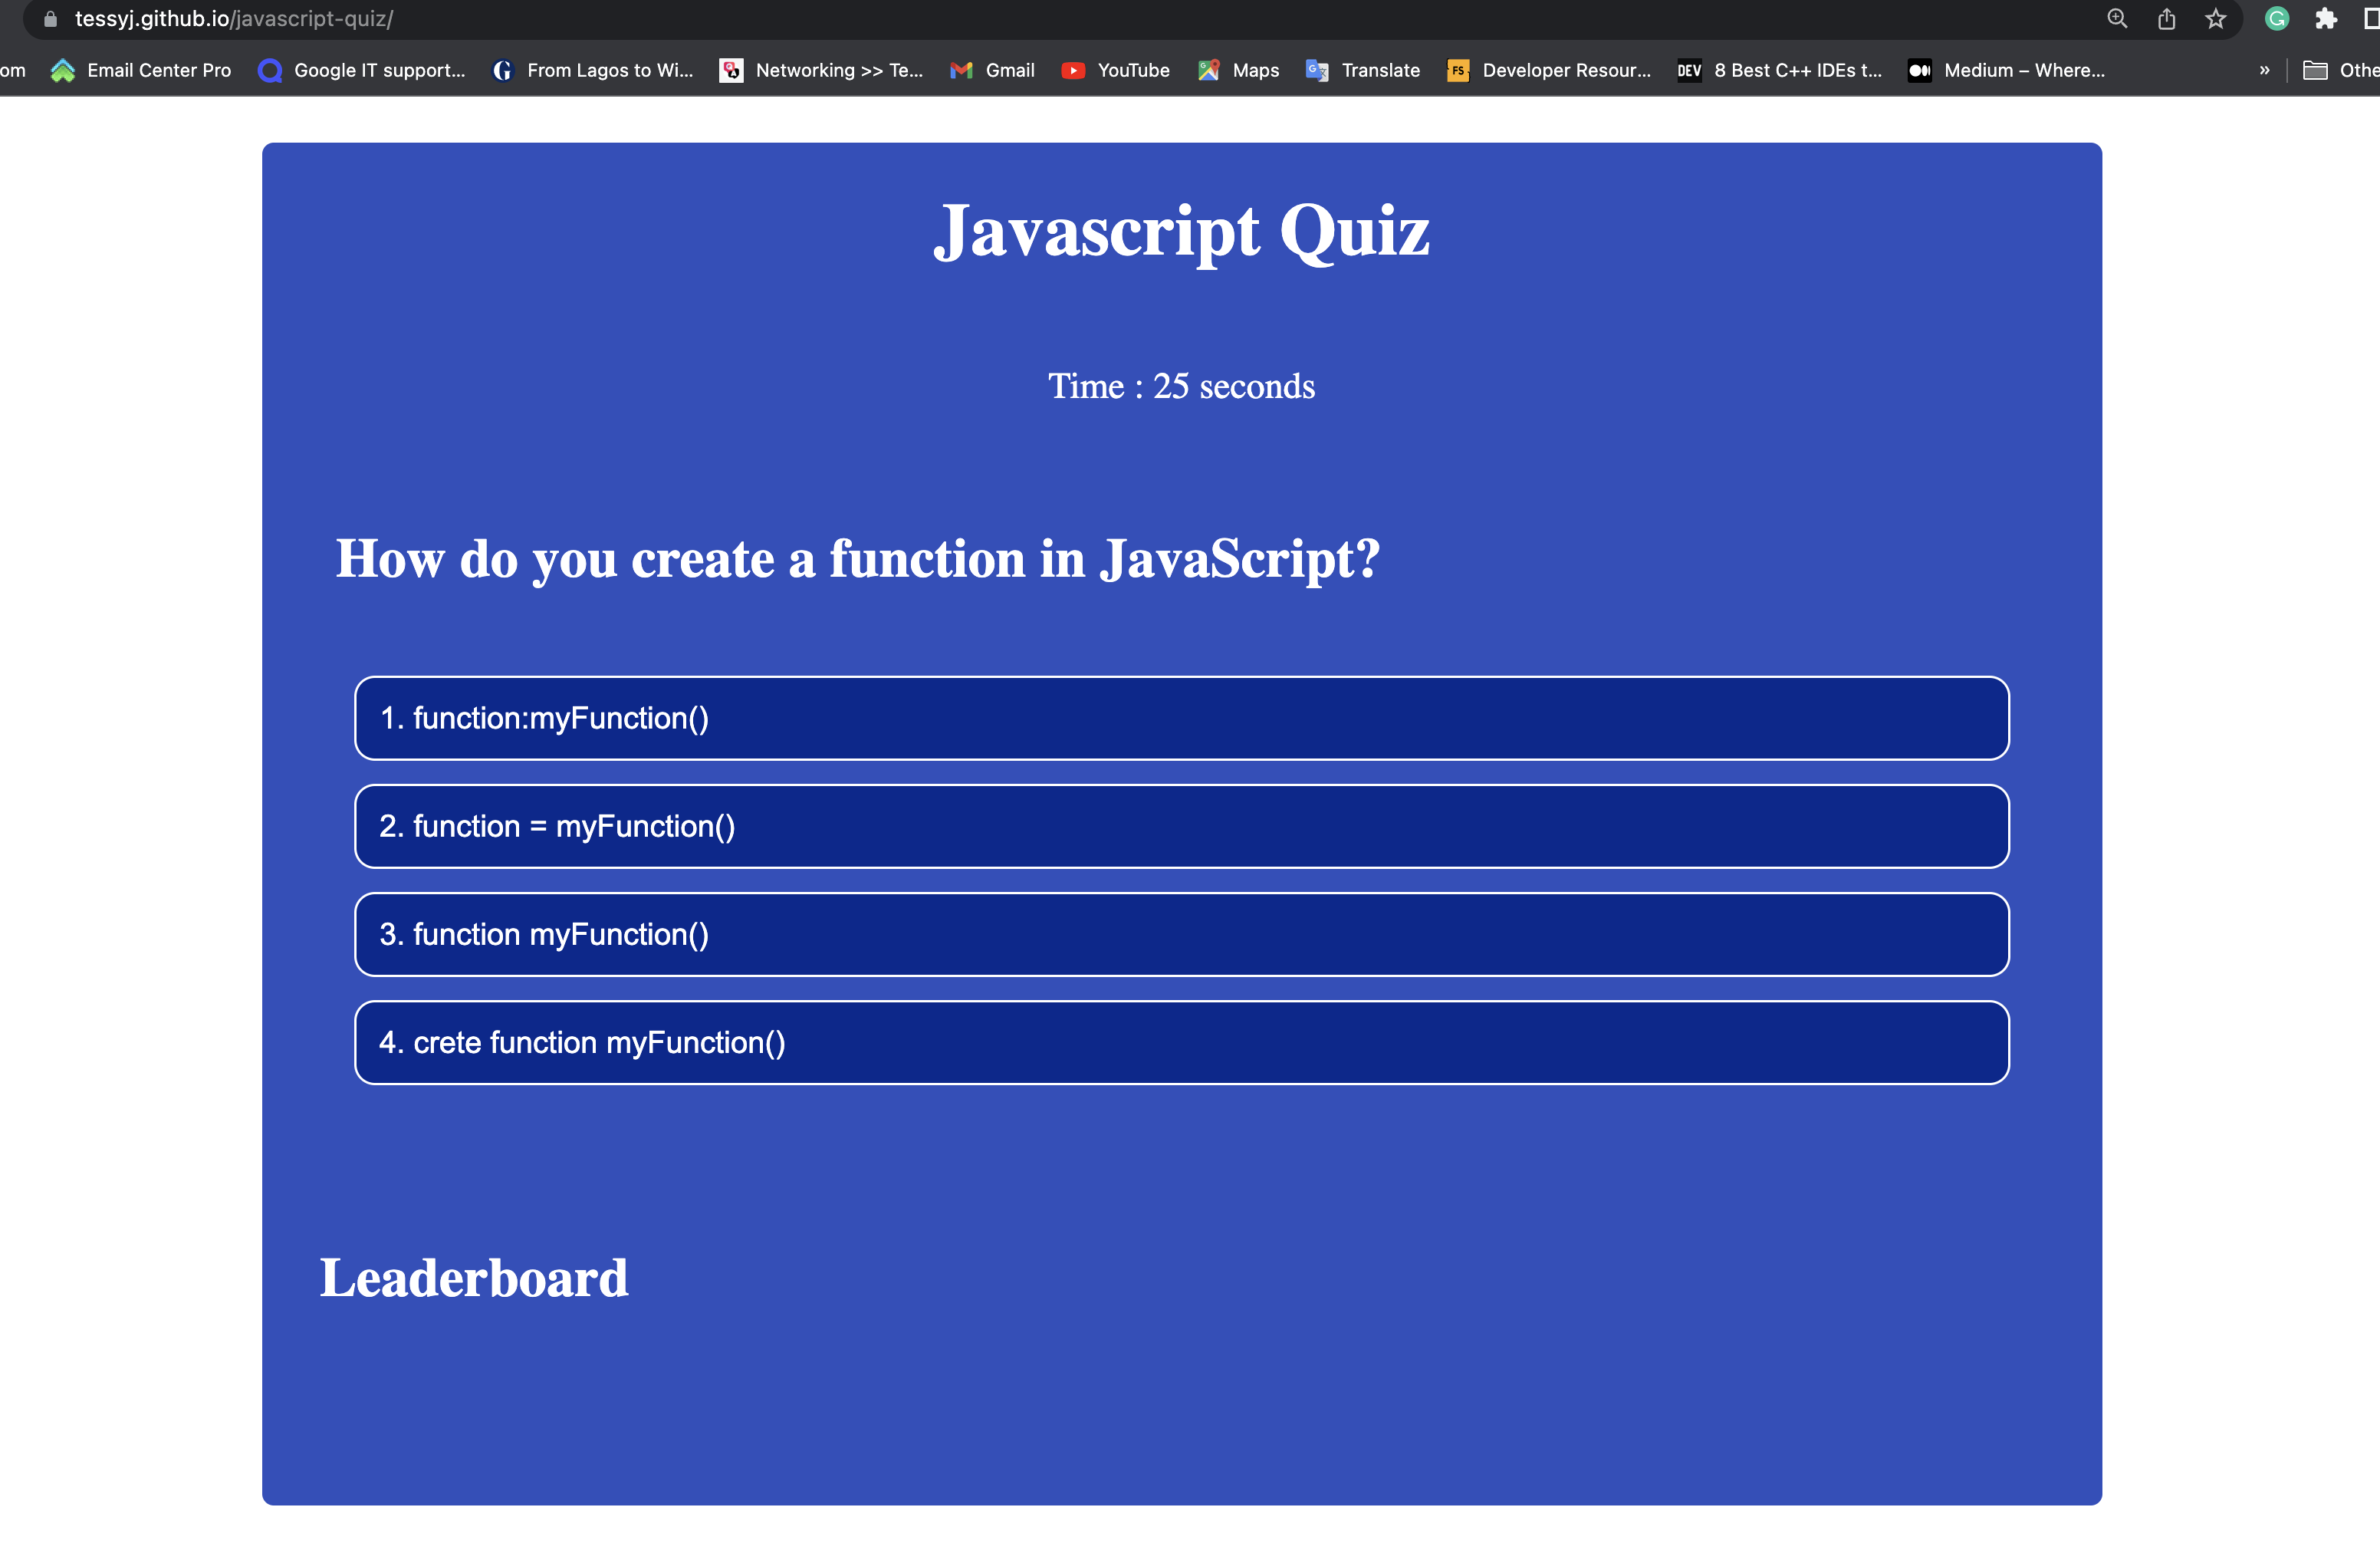 tessyj.github.io/javascript-quiz/
om Email Center Pro Google IT support... From Lagos to Wi... Networking >> Te... Gmail YouTube Maps Translate FS Developer Resour... DEV 8 Best C++ IDEs t... Medium – Where... » Othe
Javascript Quiz
Time : 25 seconds
How do you create a function in JavaScript?
1. function:myFunction()
2. function = myFunction()
3. function myFunction()
4. crete function myFunction()
Leaderboard